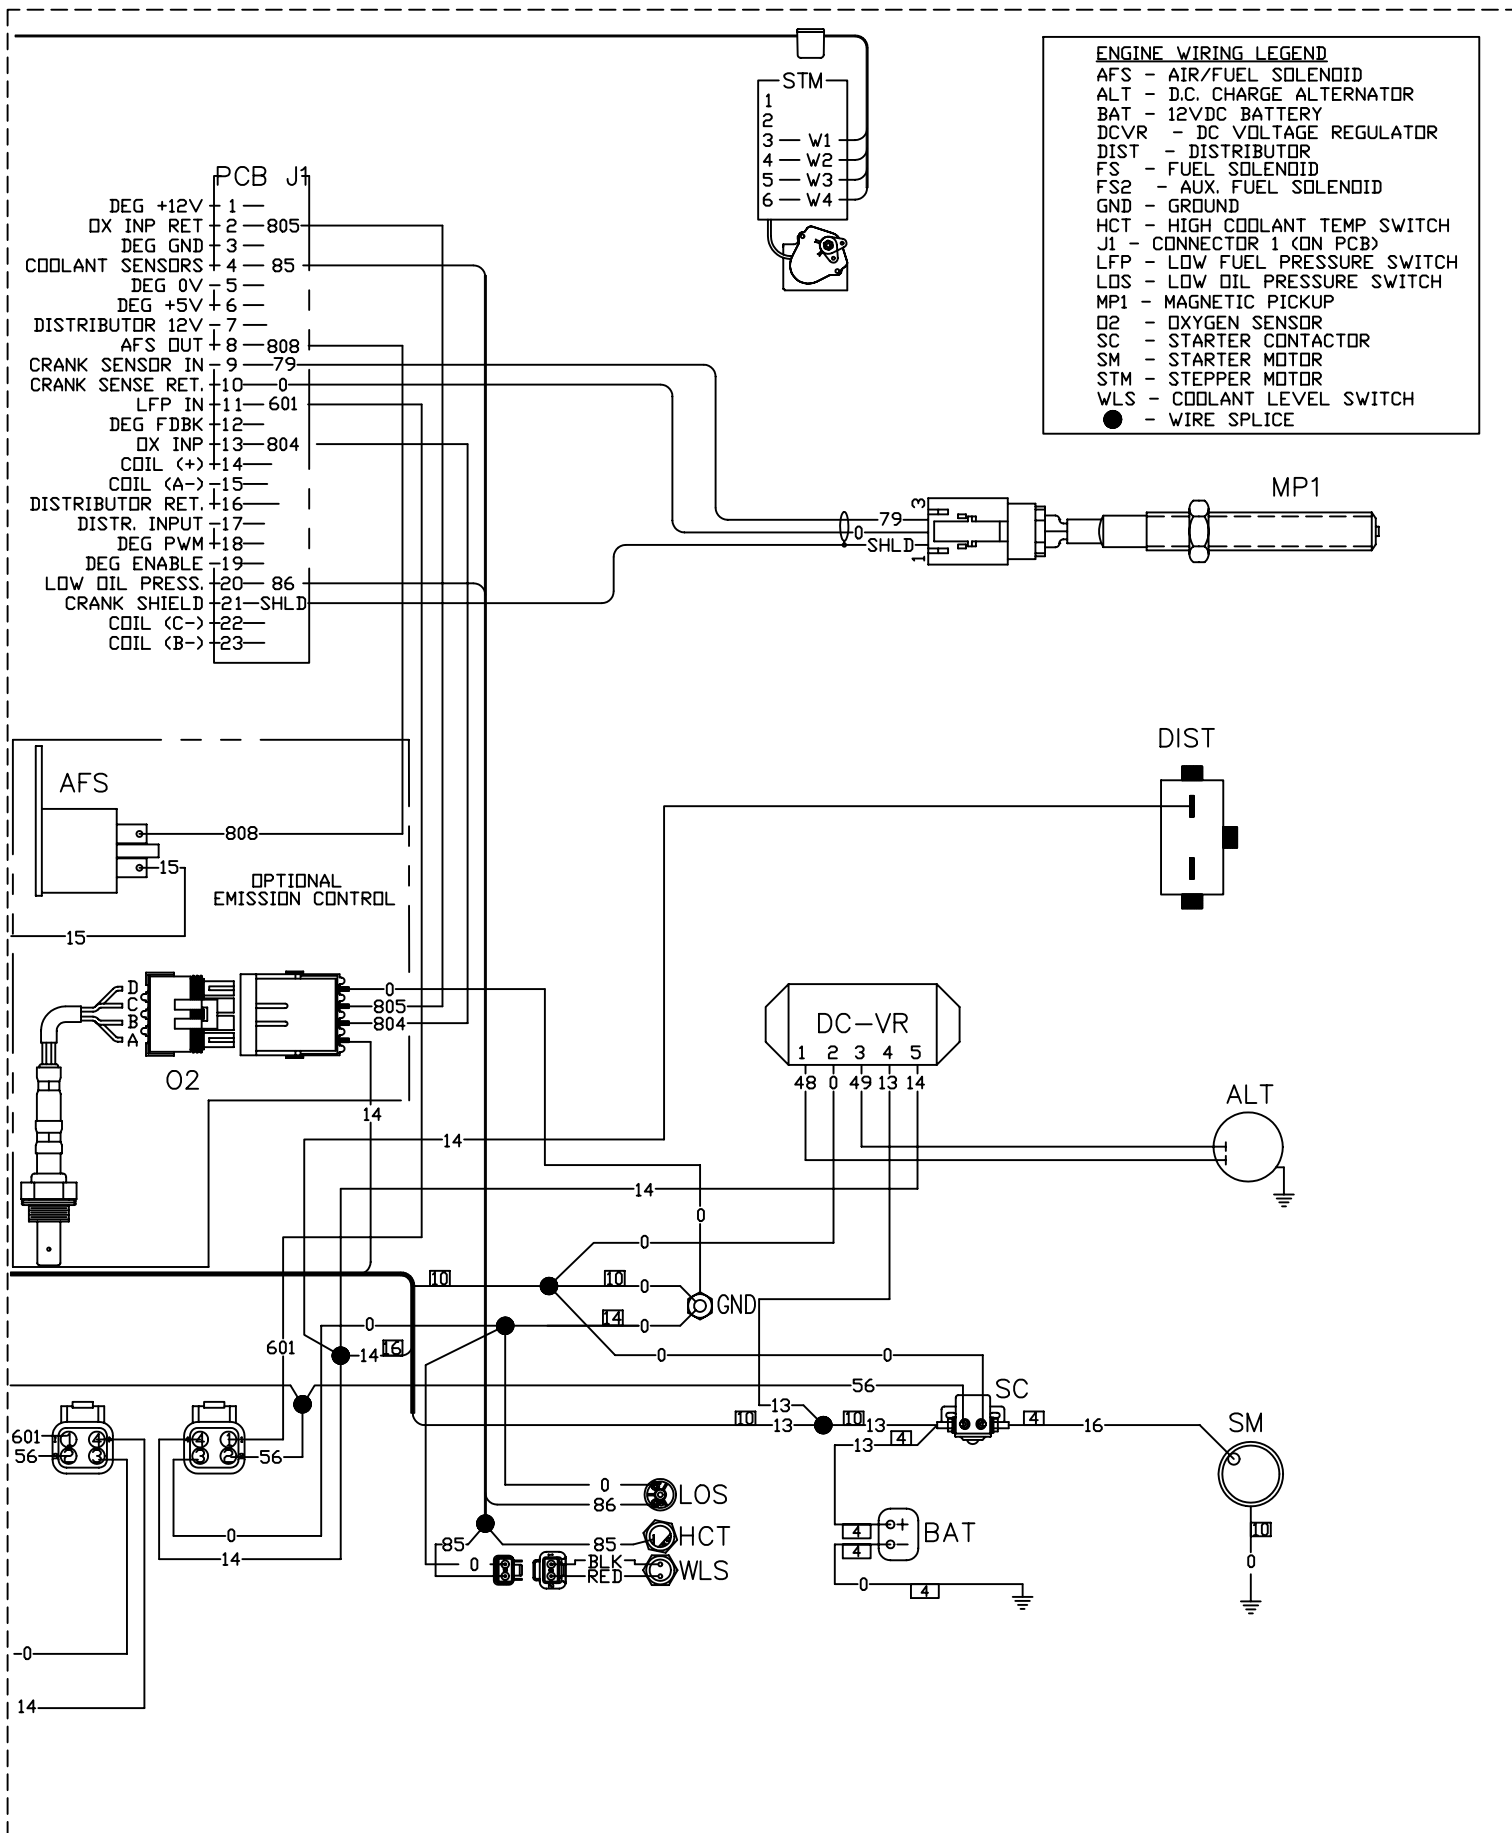 ENGINE WIRING LEGEND
AFS - AIR/FUEL SOLENOID
ALT - D.C. CHARGE ALTERNATOR
BAT - 12VDC BATTERY
DCVR - DC VOLTAGE REGULATOR
DIST - DISTRIBUTOR
FS - FUEL SOLENOID
FS2 - AUX. FUEL SOLENOID
GND - GROUND
HCT - HIGH COOLANT TEMP SWITCH
J1 - CONNECTOR 1 (ON PCB)
LFP - LOW FUEL PRESSURE SWITCH
LOS - LOW OIL PRESSURE SWITCH
MP1 - MAGNETIC PICKUP
O2 - OXYGEN SENSOR
SC - STARTER CONTACTOR
SM - STARTER MOTOR
STM - STEPPER MOTOR
WLS - COOLANT LEVEL SWITCH
- WIRE SPLICE
STM
1
2
3 W1
4 W2
5 W3
6 W4
PCB J1
DEG +12V 1
OX INP RET 2 805
DEG GND 3
COOLANT SENSORS 4 85
DEG 0V 5
DEG +5V 6
DISTRIBUTOR 12V 7
AFS OUT 8 808
CRANK SENSOR IN 9 79
CRANK SENSE RET. 10 0
LFP IN 11 601
DEG FDBK 12
OX INP 13 804
COIL (+) 14
COIL (A-) 15
DISTRIBUTOR RET. 16
DISTR. INPUT 17
DEG PWM 18
DEG ENABLE 19
LOW OIL PRESS. 20 86
CRANK SHIELD 21 SHLD
COIL (C-) 22
COIL (B-) 23
MP1
3
79
0
SHLD
1
DIST
AFS
808
15
OPTIONAL
EMISSION CONTROL
15
D
C
B
A
0
805
804
O2
14
DC-VR
1 2 3 4 5
48 0 49 13 14
ALT
14
14
0
0
10
10 0
GND
0 14 0
601
14 16
0 0
56
SC
13
10 13 10 13
4 16
SM
13 4
601 1 4
56 2 3
4 1
3 2 56
0 LOS
86
BAT
4 +
4 -
10
0
85 85 HCT
0 BLK WLS
RED
0
14
0 4
0
14